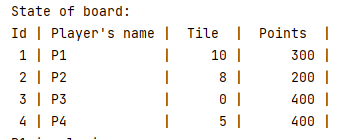 State of board:
Id | Player's name |  Tile  |  Points  |
 1 | P1            |     10 |      300 |
 2 | P2            |      8 |      200 |
 3 | P3            |      0 |      400 |
 4 | P4            |      5 |      400 |